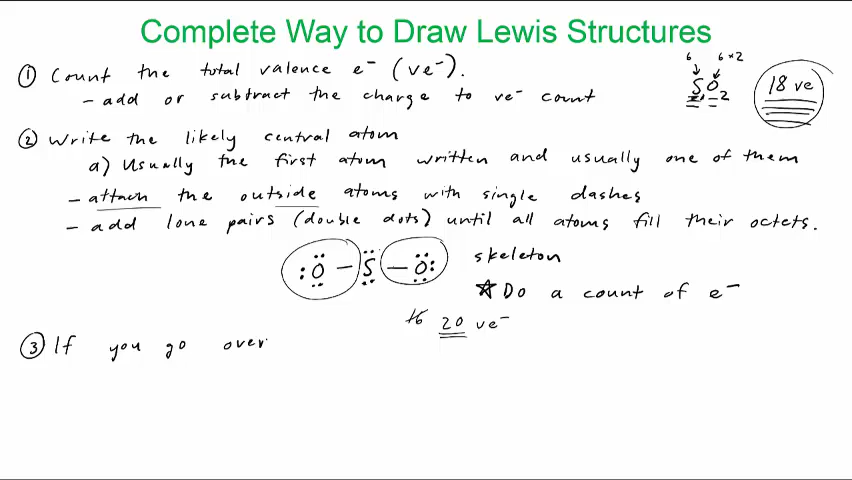 Complete Way to Draw Lewis Structures
① Count the total valence e⁻ (ve⁻).
- add or subtract the charge to ve⁻ count
6 6 × 2
SO₂
18 ve
② Write the likely central atom
a) Usually the first atom written and usually one of them
- attach the outside atoms with single dashes
- add lone pairs (double dots) until all atoms fill their octets.
:O — S — O: skeleton
☆ Do a count of e⁻
16 20 ve⁻
③ If you go over